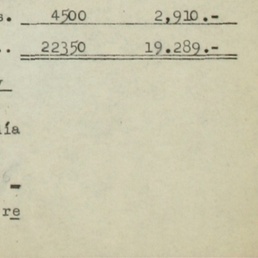 s. 4500 2,910.-
.. 22350 19.289.-
ía
re